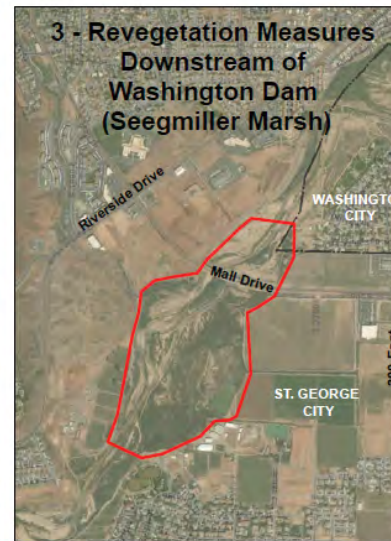 3 - Revegetation Measures
Downstream of
Washington Dam
(Seegmiller Marsh)
Riverside Drive
WASHINGTO
CITY
Mall Drive
ST. GEORGE
CITY